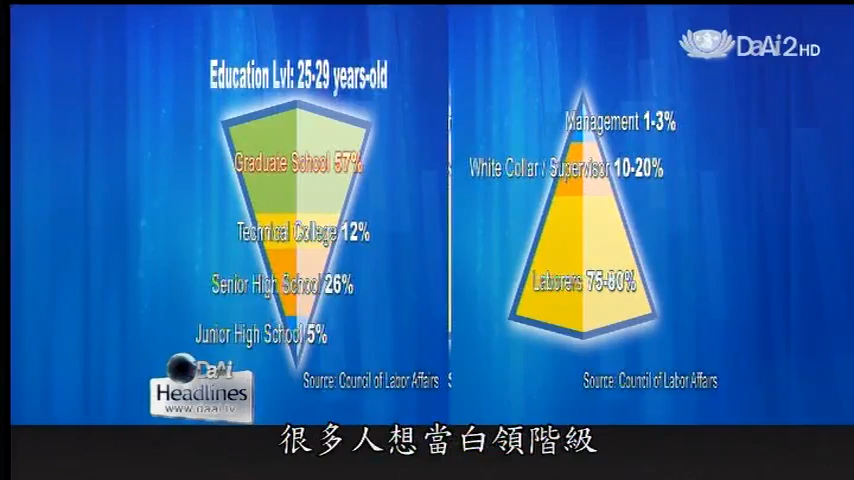 DaAi2HD
Education Lvl: 25-29 years-old
Graduate School 57%
Technical College 12%
Senior High School 26%
Junior High School 5%
Source: Council of Labor Affairs
Management 1-3%
White Collar / Supervisor 10-20%
Laborers 75-80%
Source: Council of Labor Affairs
DaAi
Headlines
www.daai.tv
很多人想當白領階級